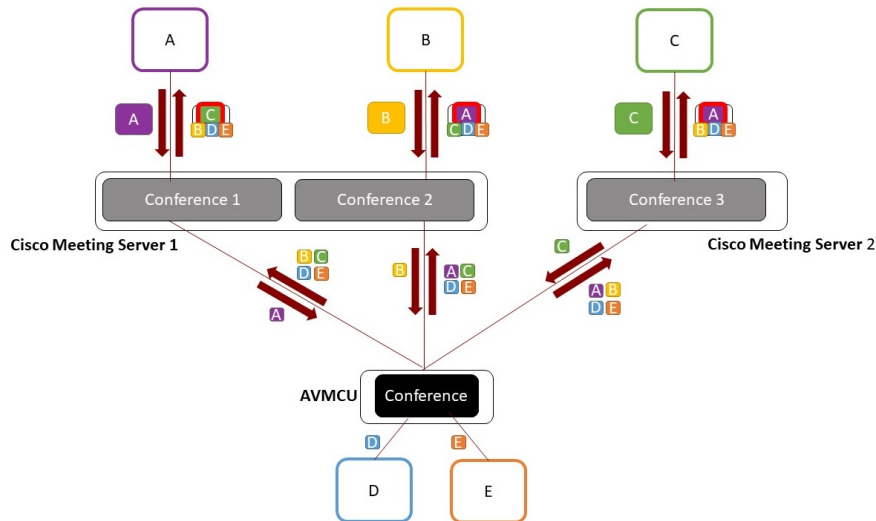 A
B
C
A
C
B D E
B
A
C D E
C
A
B D E
Conference 1
Conference 2
Conference 3
Cisco Meeting Server 1
Cisco Meeting Server 2
B C
D E
A
B
A C
D E
C
A B
D E
AVMCU
Conference
D
E
D
E